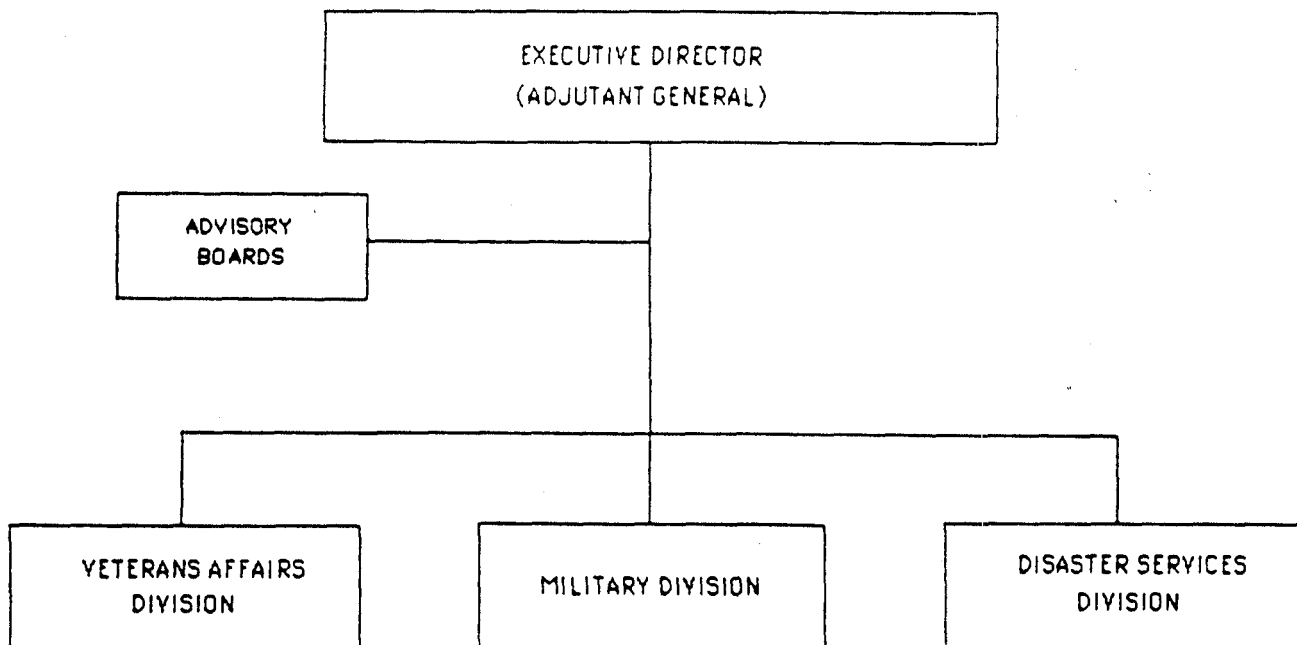 EXECUTIVE DIRECTOR
(ADJUTANT GENERAL)
ADVISORY
BOARDS
VETERANS AFFAIRS
DIVISION
MILITARY DIVISION
DISASTER SERVICES
DIVISION